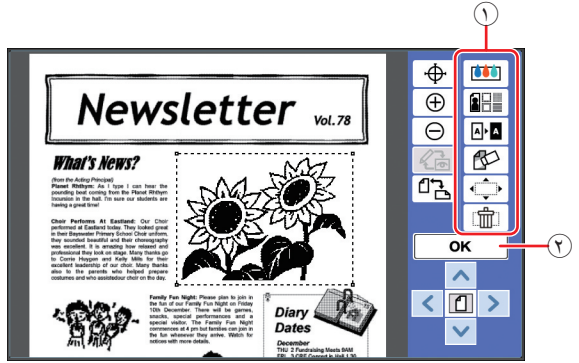 ١
Newsletter Vol.78
What's News?
(from the Acting Principal)
Planet Rhthym: As I type I can hear the
pounding beat coming from the Planet Rhthym
Incursion in the hall. I'm sure our students are
having a great time!
Choir Performs At Eastland: Our Choir
performed at Eastland today. They looked great
in their Bayswater Primary School Choir uniform,
they sounded beautiful and their choreography
was excellent. It is amazing how relaxed and
professional they look on stage. Many thanks go
to Corrie Huygen and Kelly Mills for their
excellent leadership of our choir. Many thanks
also to the parents who helped prepare
costumes and who assistedour choir on the day.
Family Fun Night: Please plan to join in
the fun of our Family Fun Night on Friday
10th December. There will be games,
snacks, special performances and a
special visitor. The Family Fun Night
commences at 4 pm but families can join in
the fun whenever they arrive. Watch for
notices with more details.
Diary
Dates
December
THU 2 Fundraising Meets 9AM
A A
OK
٢